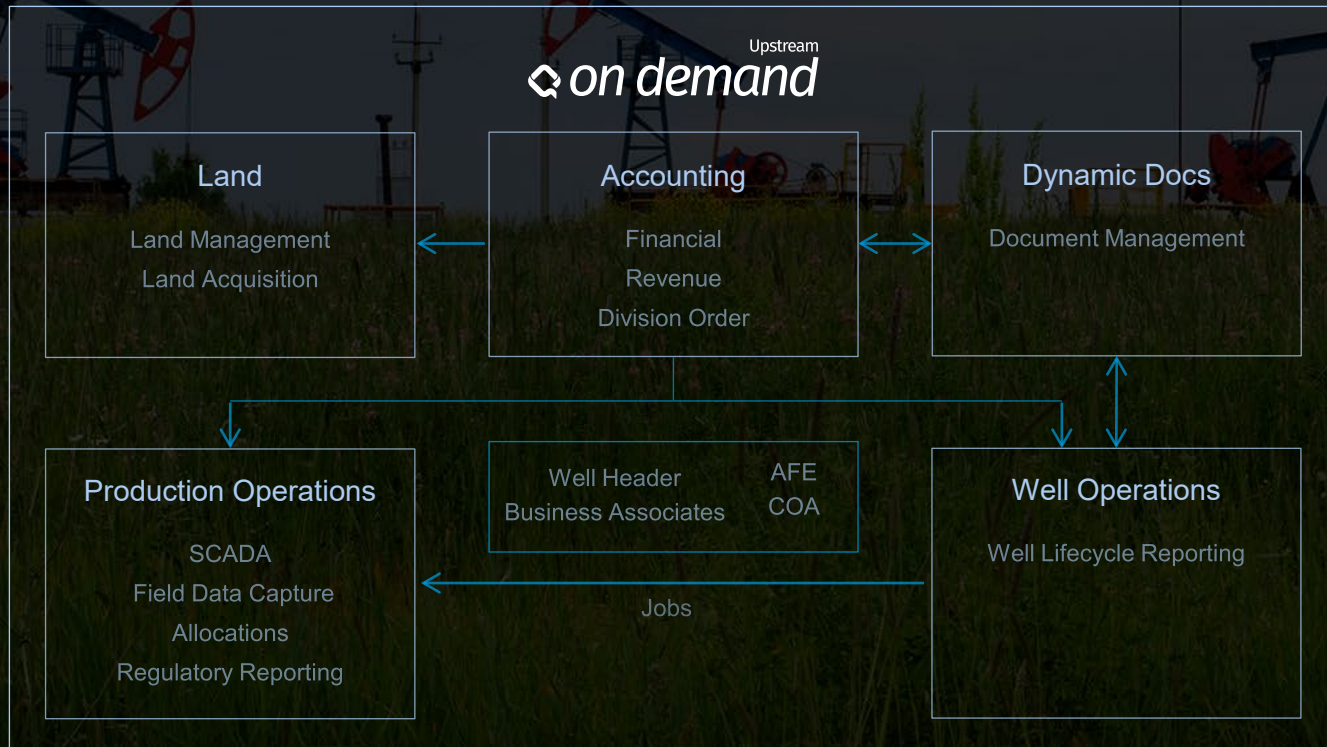 Upstream
on demand
Land
Land Management
Land Acquisition
Accounting
Financial
Revenue
Division Order
Dynamic Docs
Document Management
Production Operations
SCADA
Field Data Capture
Allocations
Regulatory Reporting
Well Header
Business Associates
AFE
COA
Jobs
Well Operations
Well Lifecycle Reporting